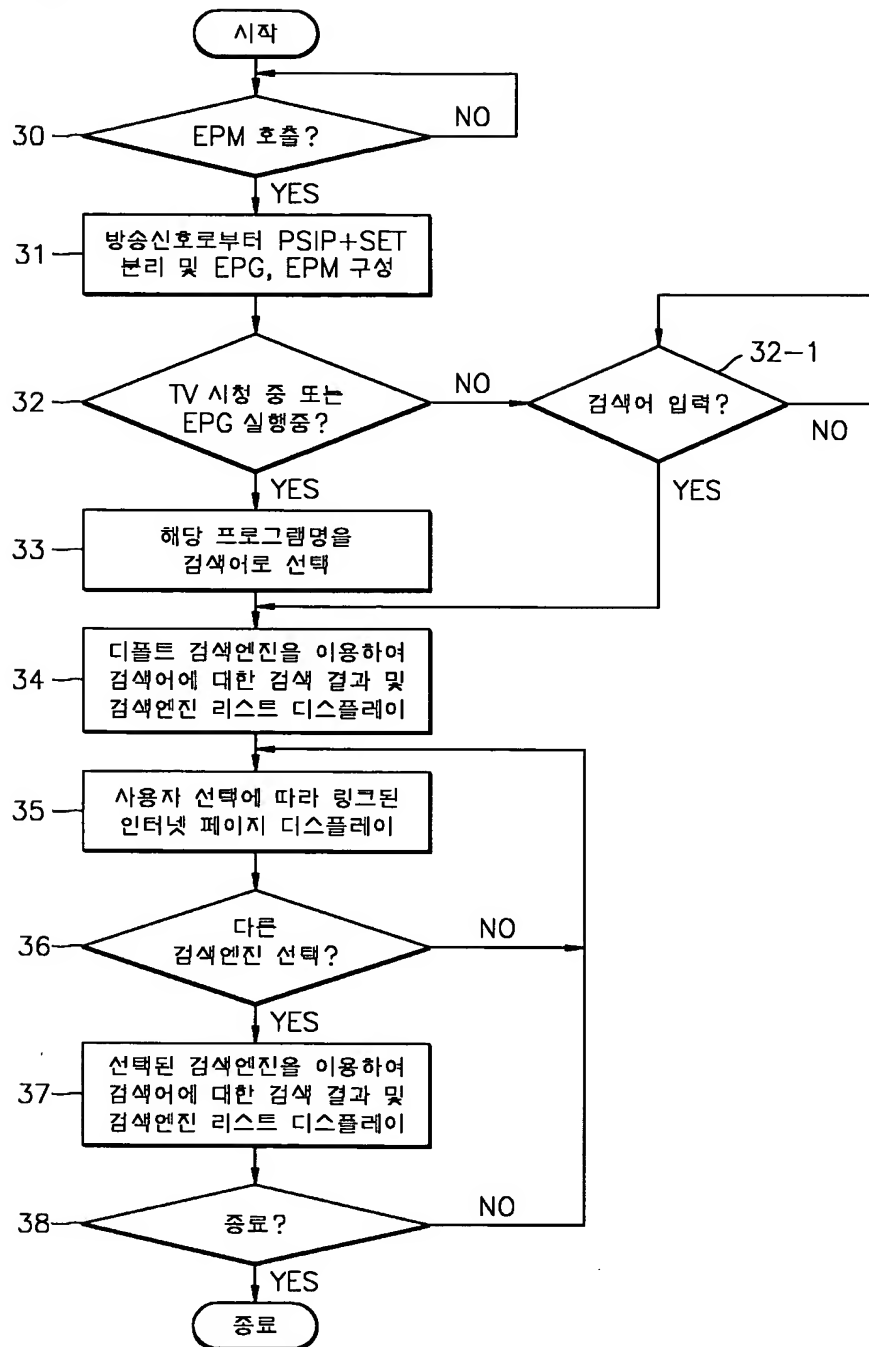 시작
30
EPM 호출?
NO
YES
31
방송신호로부터 PSIP+SET
분리 및 EPG, EPM 구성
32
TV 시청 중 또는
EPG 실행중?
NO
YES
32-1
검색어 입력?
NO
YES
33
해당 프로그램명을
검색어로 선택
34
디폴트 검색엔진을 이용하여
검색어에 대한 검색 결과 및
검색엔진 리스트 디스플레이
35
사용자 선택에 따라 링크된
인터넷 페이지 디스플레이
36
다른
검색엔진 선택?
NO
YES
37
선택된 검색엔진을 이용하여
검색어에 대한 검색 결과 및
검색엔진 리스트 디스플레이
38
종료?
NO
YES
종료